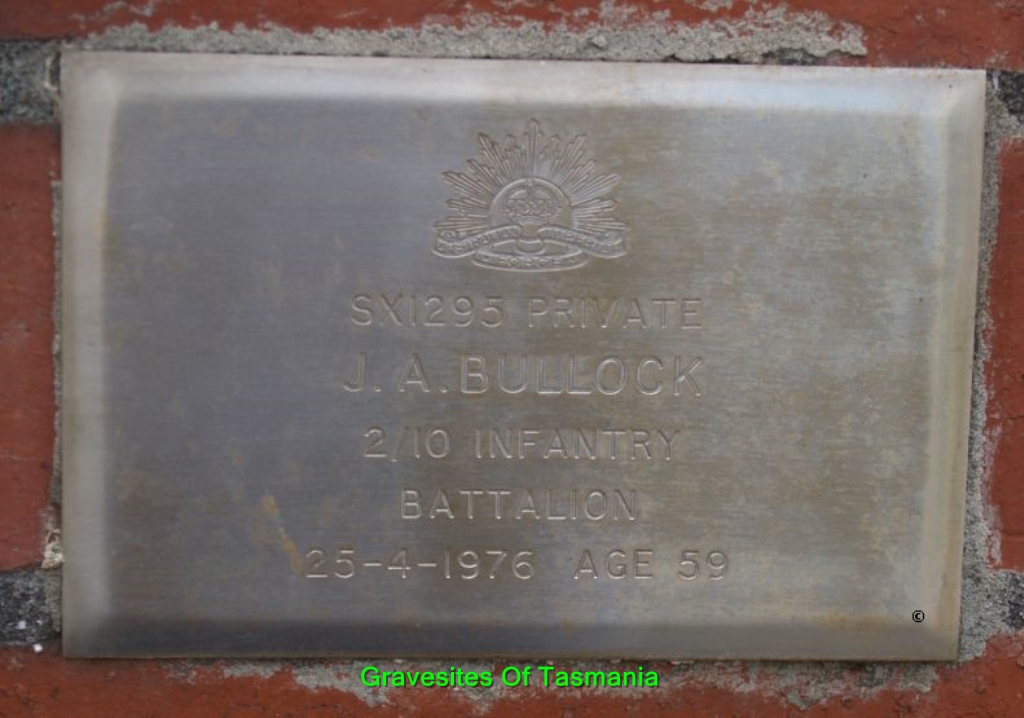 SX1295 PRIVATE
J. A. BULLOCK
2/10 INFANTRY
BATTALION
25-4-1976 AGE 59
©
Gravesites Of Tasmania